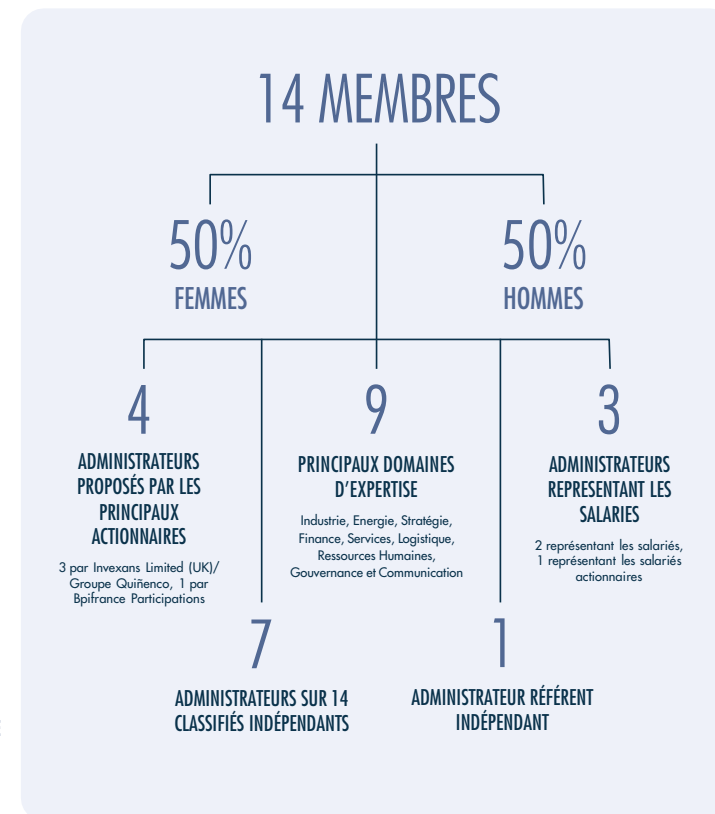 14 MEMBRES
50%
FEMMES
50%
HOMMES
4
ADMINISTRATEURS
PROPOSÉS PAR LES
PRINCIPAUX
ACTIONNAIRES
3 par Invexans Limited (UK)/
Groupe Quiñenco, 1 par
Bpifrance Participations
9
PRINCIPAUX DOMAINES
D'EXPERTISE
Industrie, Energie, Stratégie,
Finance, Services, Logistique,
Ressources Humaines,
Gouvernance et Communication
3
ADMINISTRATEURS
REPRESENTANT LES
SALARIES
2 représentant les salariés,
1 représentant les salariés
actionnaires
7
ADMINISTRATEURS SUR 14
CLASSIFIÉS INDÉPENDANTS
1
ADMINISTRATEUR RÉFÉRENT
INDÉPENDANT